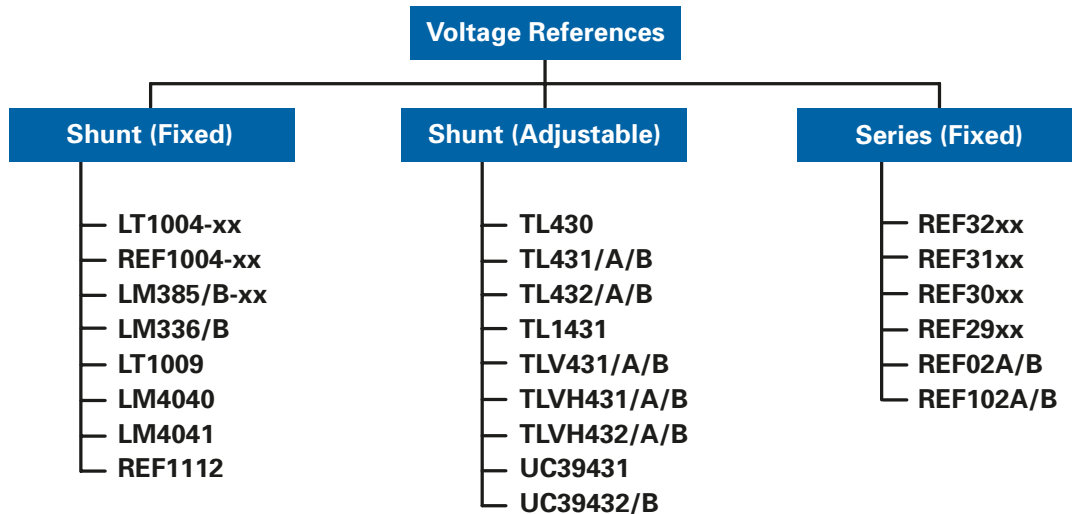 Voltage References
Shunt (Fixed)
LT1004-xx
REF1004-xx
LM385/B-xx
LM336/B
LT1009
LM4040
LM4041
REF1112
Shunt (Adjustable)
TL430
TL431/A/B
TL432/A/B
TL1431
TLV431/A/B
TLVH431/A/B
TLVH432/A/B
UC39431
UC39432/B
Series (Fixed)
REF32xx
REF31xx
REF30xx
REF29xx
REF02A/B
REF102A/B